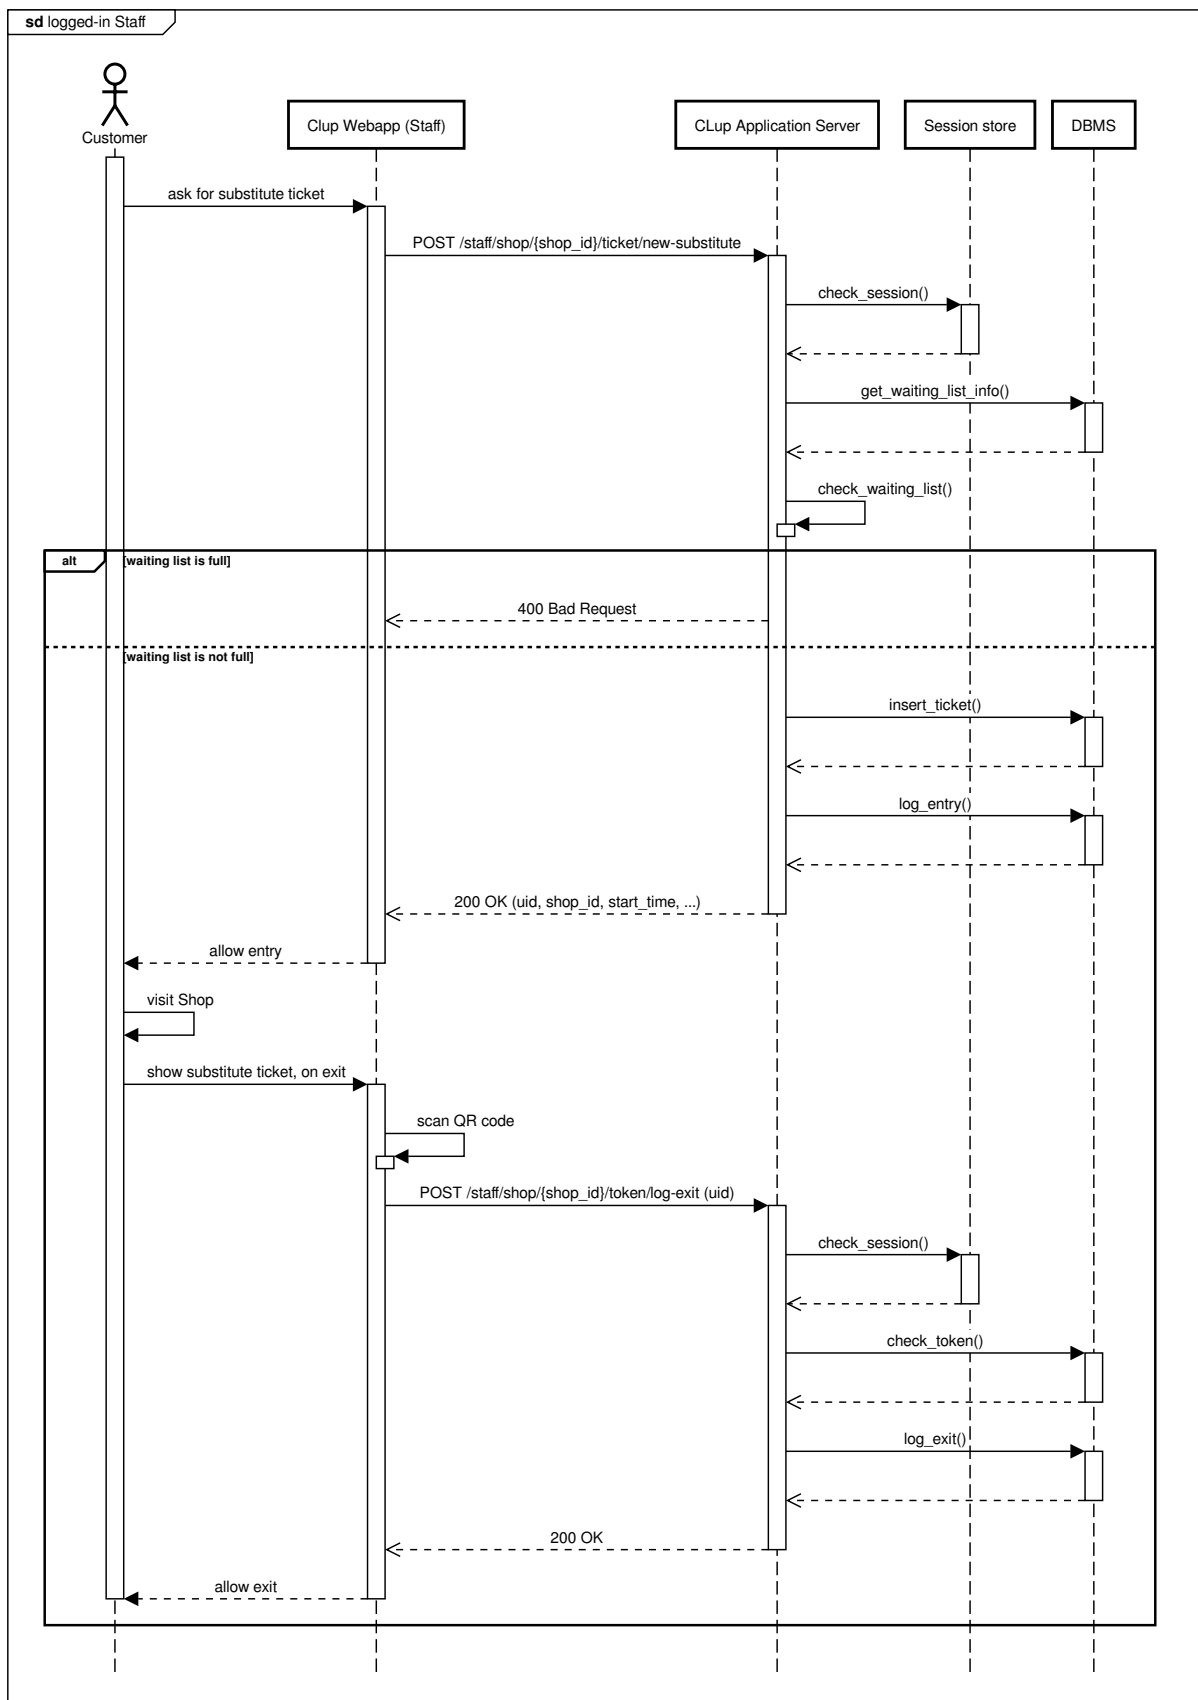 sd logged-in Staff
Customer
Clup Webapp (Staff)
CLup Application Server
Session store
DBMS
ask for substitute ticket
POST /staff/shop/{shop_id}/ticket/new-substitute
check_session()
get_waiting_list_info()
check_waiting_list()
alt
[waiting list is full]
400 Bad Request
[waiting list is not full]
insert_ticket()
log_entry()
200 OK (uid, shop_id, start_time, ...)
allow entry
visit Shop
show substitute ticket, on exit
scan QR code
POST /staff/shop/{shop_id}/token/log-exit (uid)
check_session()
check_token()
log_exit()
200 OK
allow exit